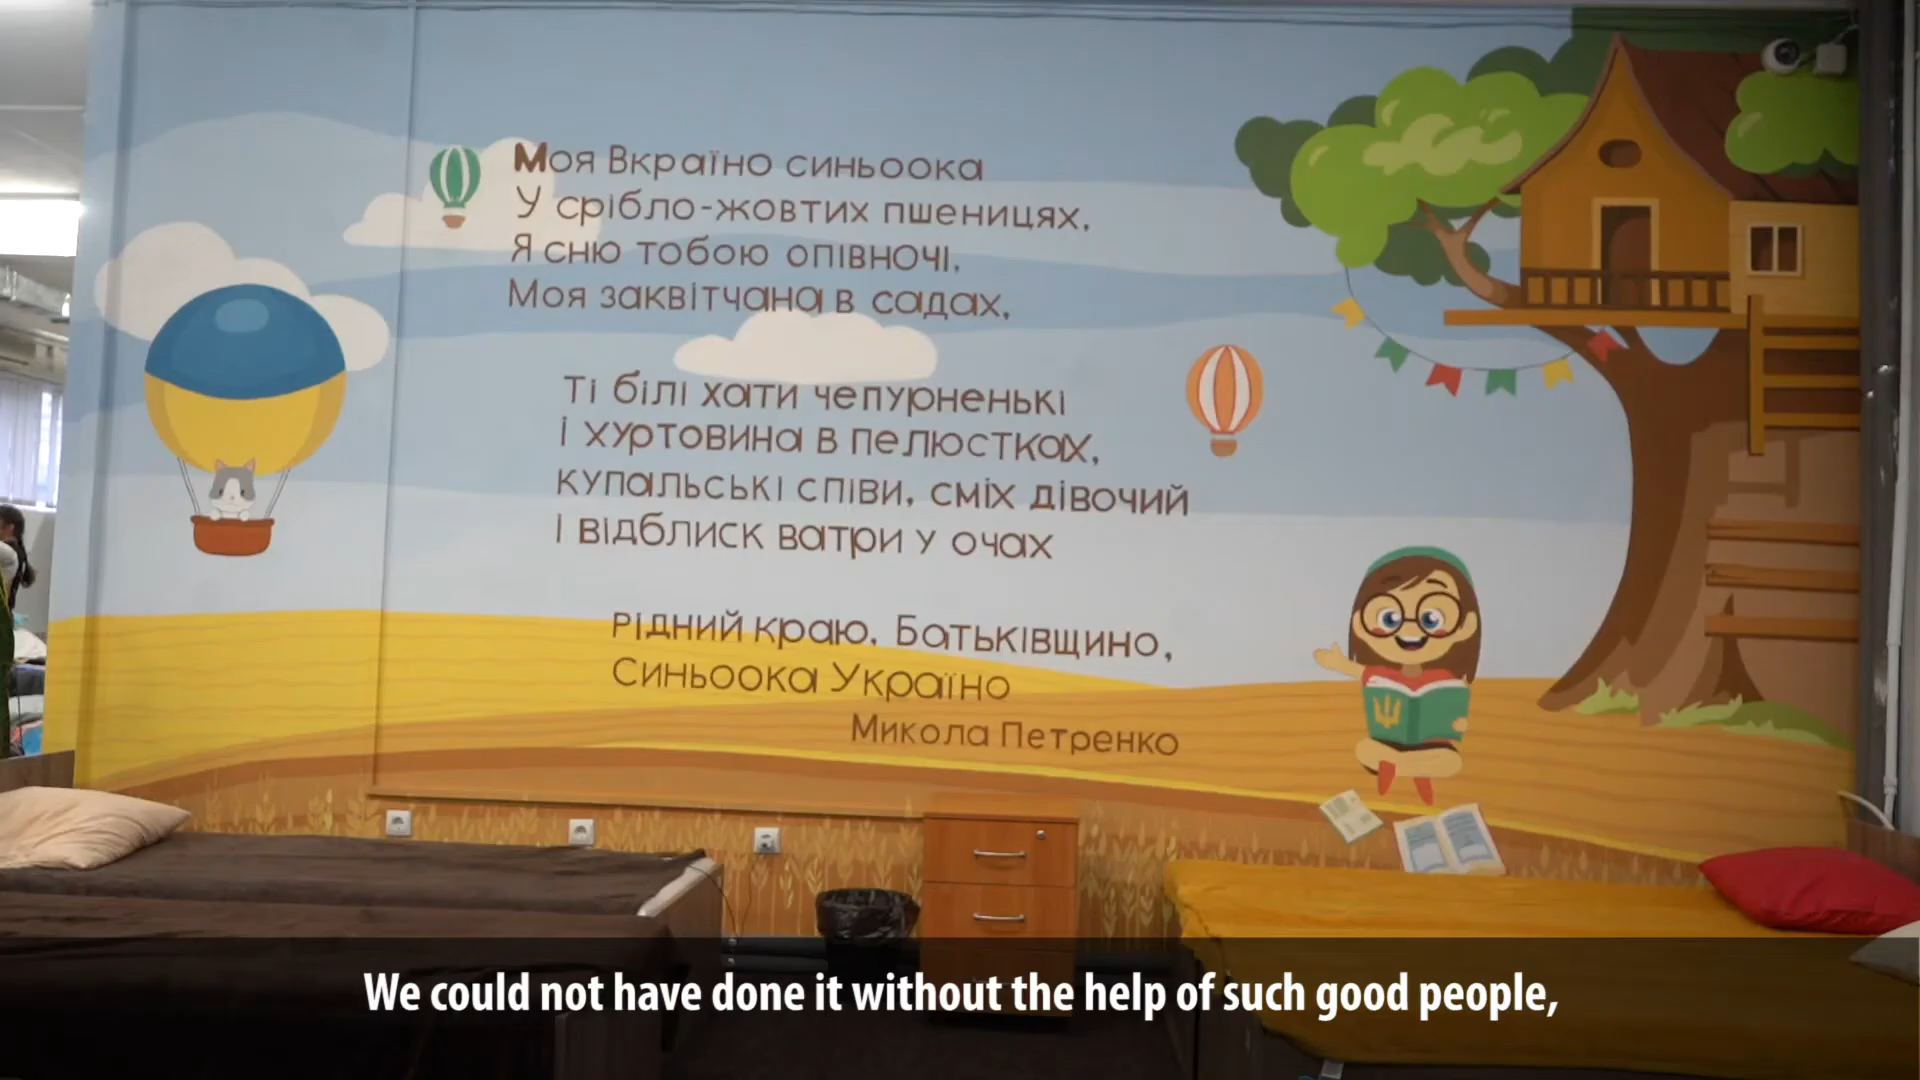 Моя Вкраїно синьоока
У срібло-жовтих пшеницях,
Я сню тобою опівночі.
Моя заквітчана в садах,
Ті білі хати чепурненькі
і хуртовина в пелюстках,
купальські співи, сміх дівочий
і відблиск ватри у очах
рідний краю, Батьківщино,
Синьоока Україно
Микола Петренко
We could not have done it without the help of such good people,